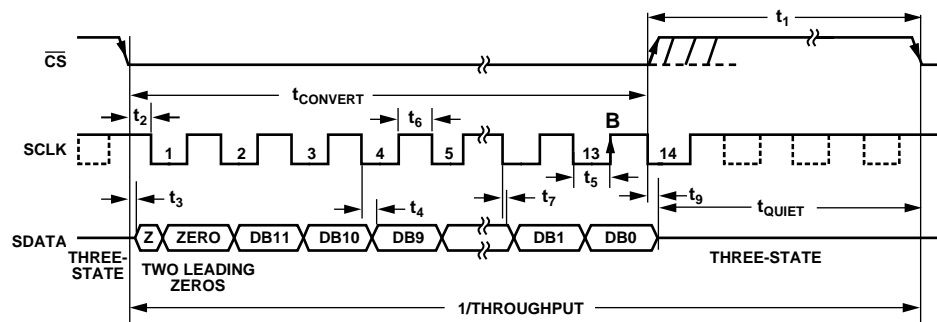 t1
CS
tCONVERT
t2
t6
B
SCLK
1
2
3
4
5
13
14
t5
t3
t4
t7
t9
tQUIET
SDATA
Z
ZERO
DB11
DB10
DB9
DB1
DB0
THREE-
STATE
TWO LEADING
ZEROS
THREE-STATE
1/THROUGHPUT